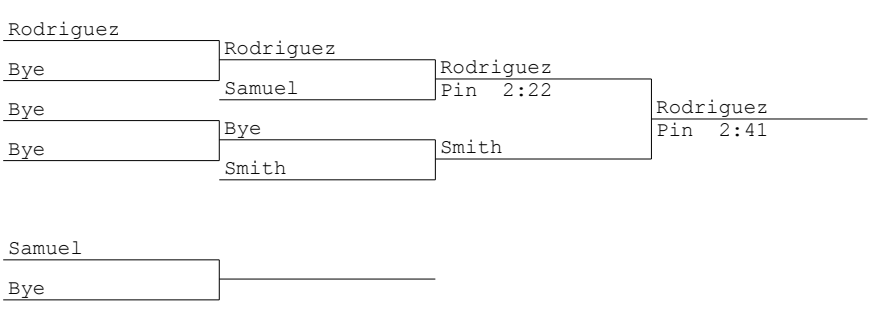 Rodriguez
Rodriguez
Bye
Rodriguez
Samuel
Pin 2:22
Bye
Rodriguez
Bye
Pin 2:41
Bye
Smith
Smith
Samuel
Bye